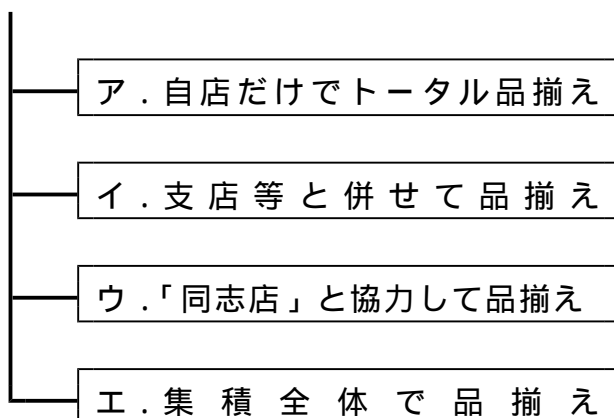 ア．自店だけでトータル品揃え
イ．支店等と併せて品揃え
ウ．「同志店」と協力して品揃え
エ．集積全体で品揃え